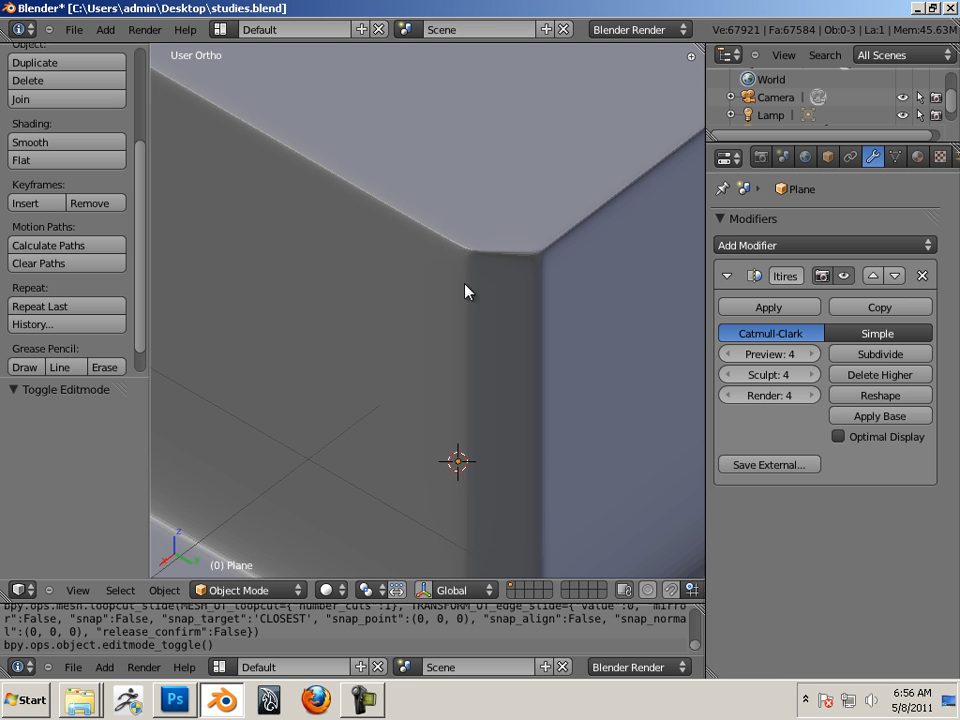 Blender* [C:\Users\admin\Desktop\studies.blend]
File Add Render Help Default Scene Blender Render Ve:67921 | Fa:67584 | Ob:0-3 | La:1 | Mem:45.63M
Object:
Duplicate
Delete
Join
Shading:
Smooth
Flat
Keyframes:
Insert Remove
Motion Paths:
Calculate Paths
Clear Paths
Repeat:
Repeat Last
History...
Grease Pencil:
Draw Line Erase
Toggle Editmode
User Ortho
z
x
y
(0) Plane
View Search All Scenes
World
Camera
Lamp
Plane
Modifiers
Add Modifier
ltires
Apply Copy
Catmull-Clark Simple
Preview: 4 Subdivide
Sculpt: 4 Delete Higher
Render: 4 Reshape
Apply Base
Optimal Display
Save External...
View Select Object Object Mode Global
bpy.ops.mesh.loopcut_slide(MESH_OT_loopcut={"number_cuts":1}, TRANSFORM_OT_edge_slide={"value":0, "mirro
r":False, "snap":False, "snap_target":'CLOSEST', "snap_point":(0, 0, 0), "snap_align":False, "snap_norma
l":(0, 0, 0), "release_confirm":False})
bpy.ops.object.editmode_toggle()
File Add Render Help Default Scene Blender Render
Start Ps 6:56 AM
5/8/2011